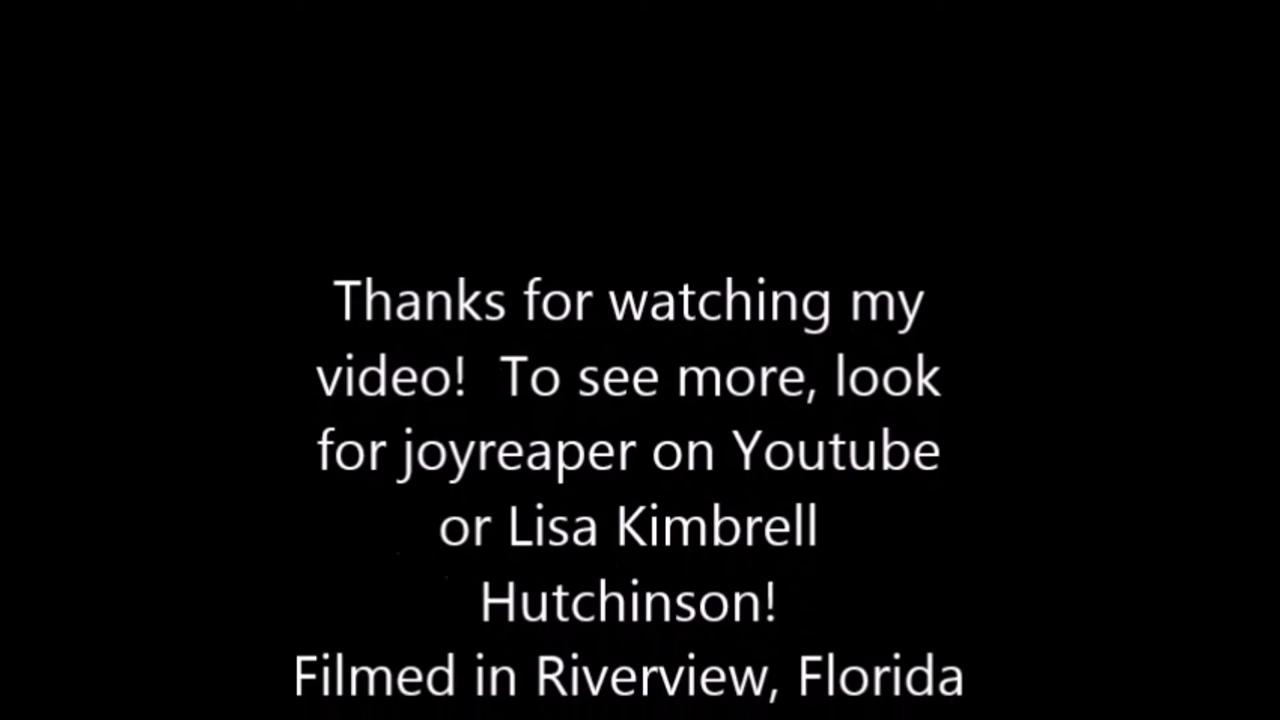 Thanks for watching my
video!  To see more, look
for joyreaper on Youtube
or Lisa Kimbrell
Hutchinson!
Filmed in Riverview, Florida